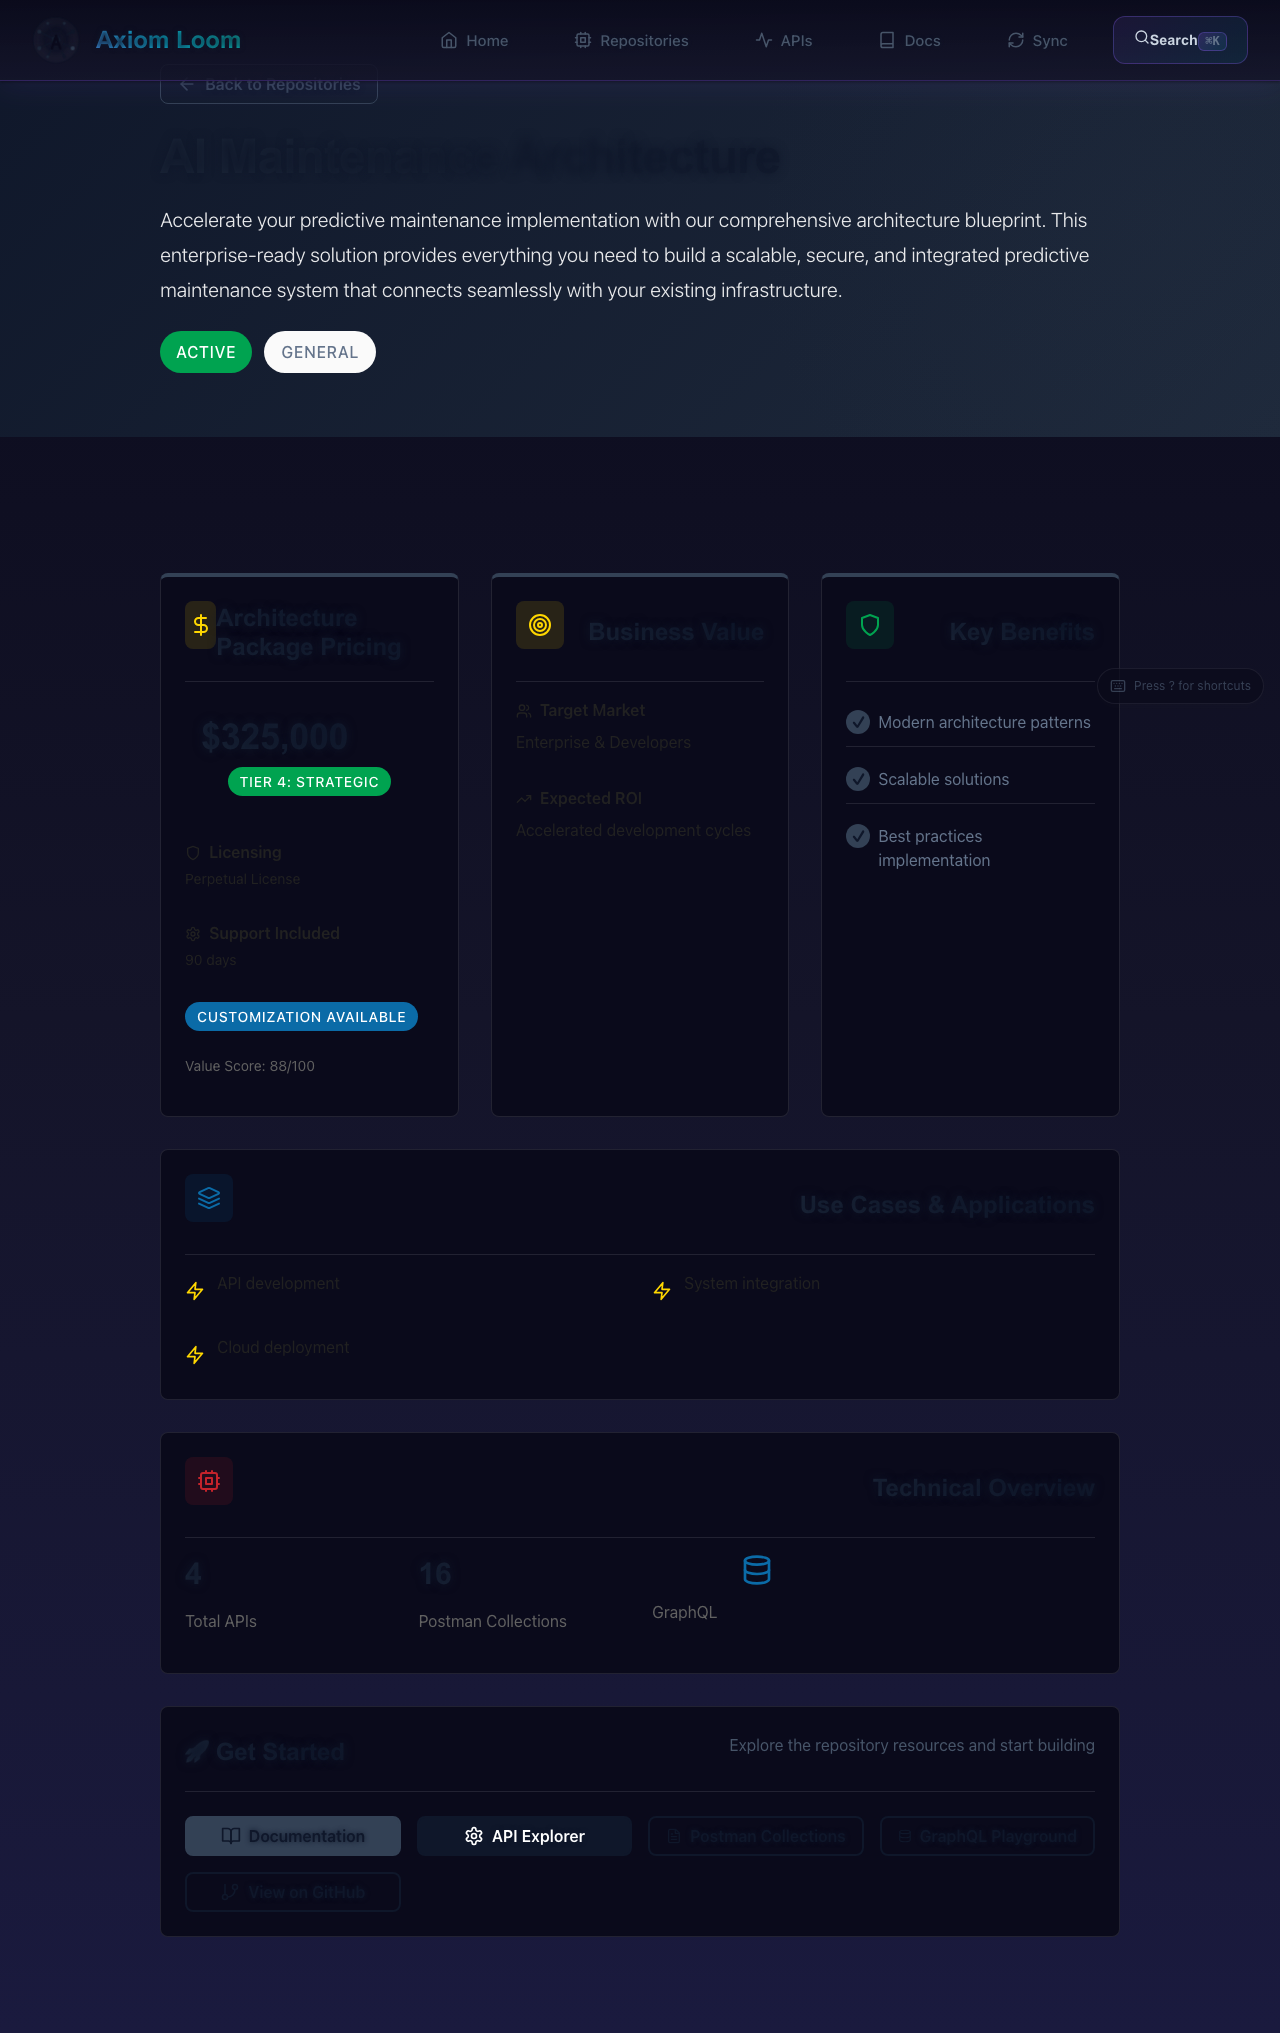 Axiom Loom
Home
Repositories
APIs
Docs
Sync
Search ⌘K
Back to Repositories
AI Maintenance Architecture
Accelerate your predictive maintenance implementation with our comprehensive architecture blueprint. This
enterprise-ready solution provides everything you need to build a scalable, secure, and integrated predictive
maintenance system that connects seamlessly with your existing infrastructure.
ACTIVE
GENERAL
Architecture
Package Pricing
$325,000
TIER 4: STRATEGIC
Licensing
Perpetual License
Support Included
90 days
CUSTOMIZATION AVAILABLE
Value Score: 88/100
Business Value
Target Market
Enterprise & Developers
Expected ROI
Accelerated development cycles
Key Benefits
Modern architecture patterns
Scalable solutions
Best practices
implementation
Press ? for shortcuts
Use Cases & Applications
API development
System integration
Cloud deployment
Technical Overview
4
Total APIs
16
Postman Collections
GraphQL
🚀 Get Started
Explore the repository resources and start building
Documentation
API Explorer
Postman Collections
GraphQL Playground
View on GitHub